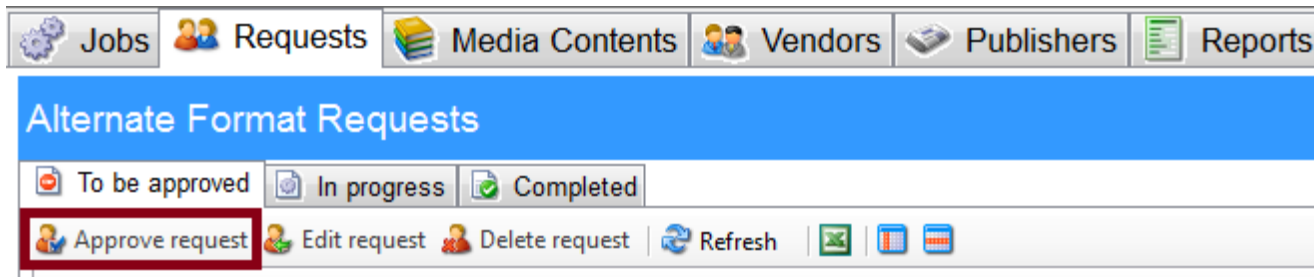 Jobs Requests Media Contents Vendors Publishers Reports
Alternate Format Requests
To be approved In progress Completed
Approve request Edit request Delete request Refresh